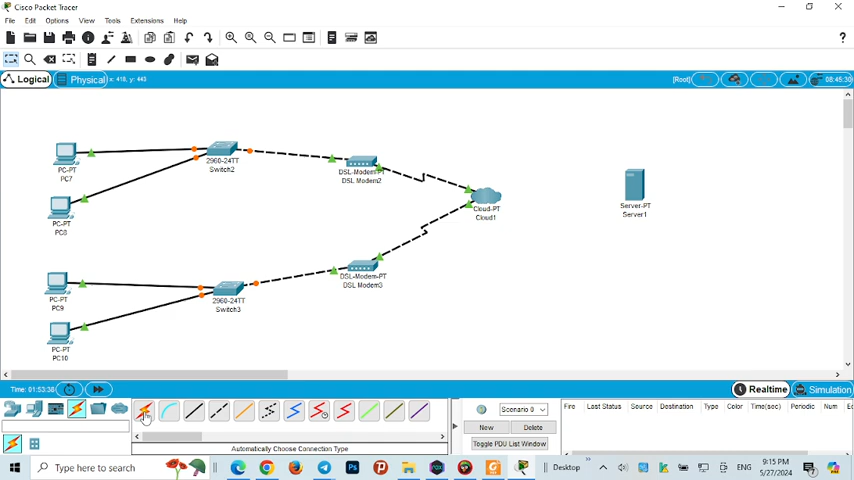 Cisco Packet Tracer
File Edit Options View Tools Extensions Help
?
Logical Physical x: 418, y: 443 [Root] 08:45:30
PC-PT
PC7
2960-24TT
Switch2
DSL-Modem-PT
DSL Modem2
PC-PT
PC8
Cloud-PT
Cloud1
Server-PT
Server1
PC-PT
PC9
2960-24TT
Switch3
DSL-Modem-PT
DSL Modem3
PC-PT
PC10
Time: 01:53:38 Realtime Simulation
Scenario 0
New Delete
Toggle PDU List Window
Fire Last Status Source Destination Type Color Time(sec) Periodic Num
Automatically Choose Connection Type
Type here to search
Desktop
ENG
9:15 PM
5/27/2024